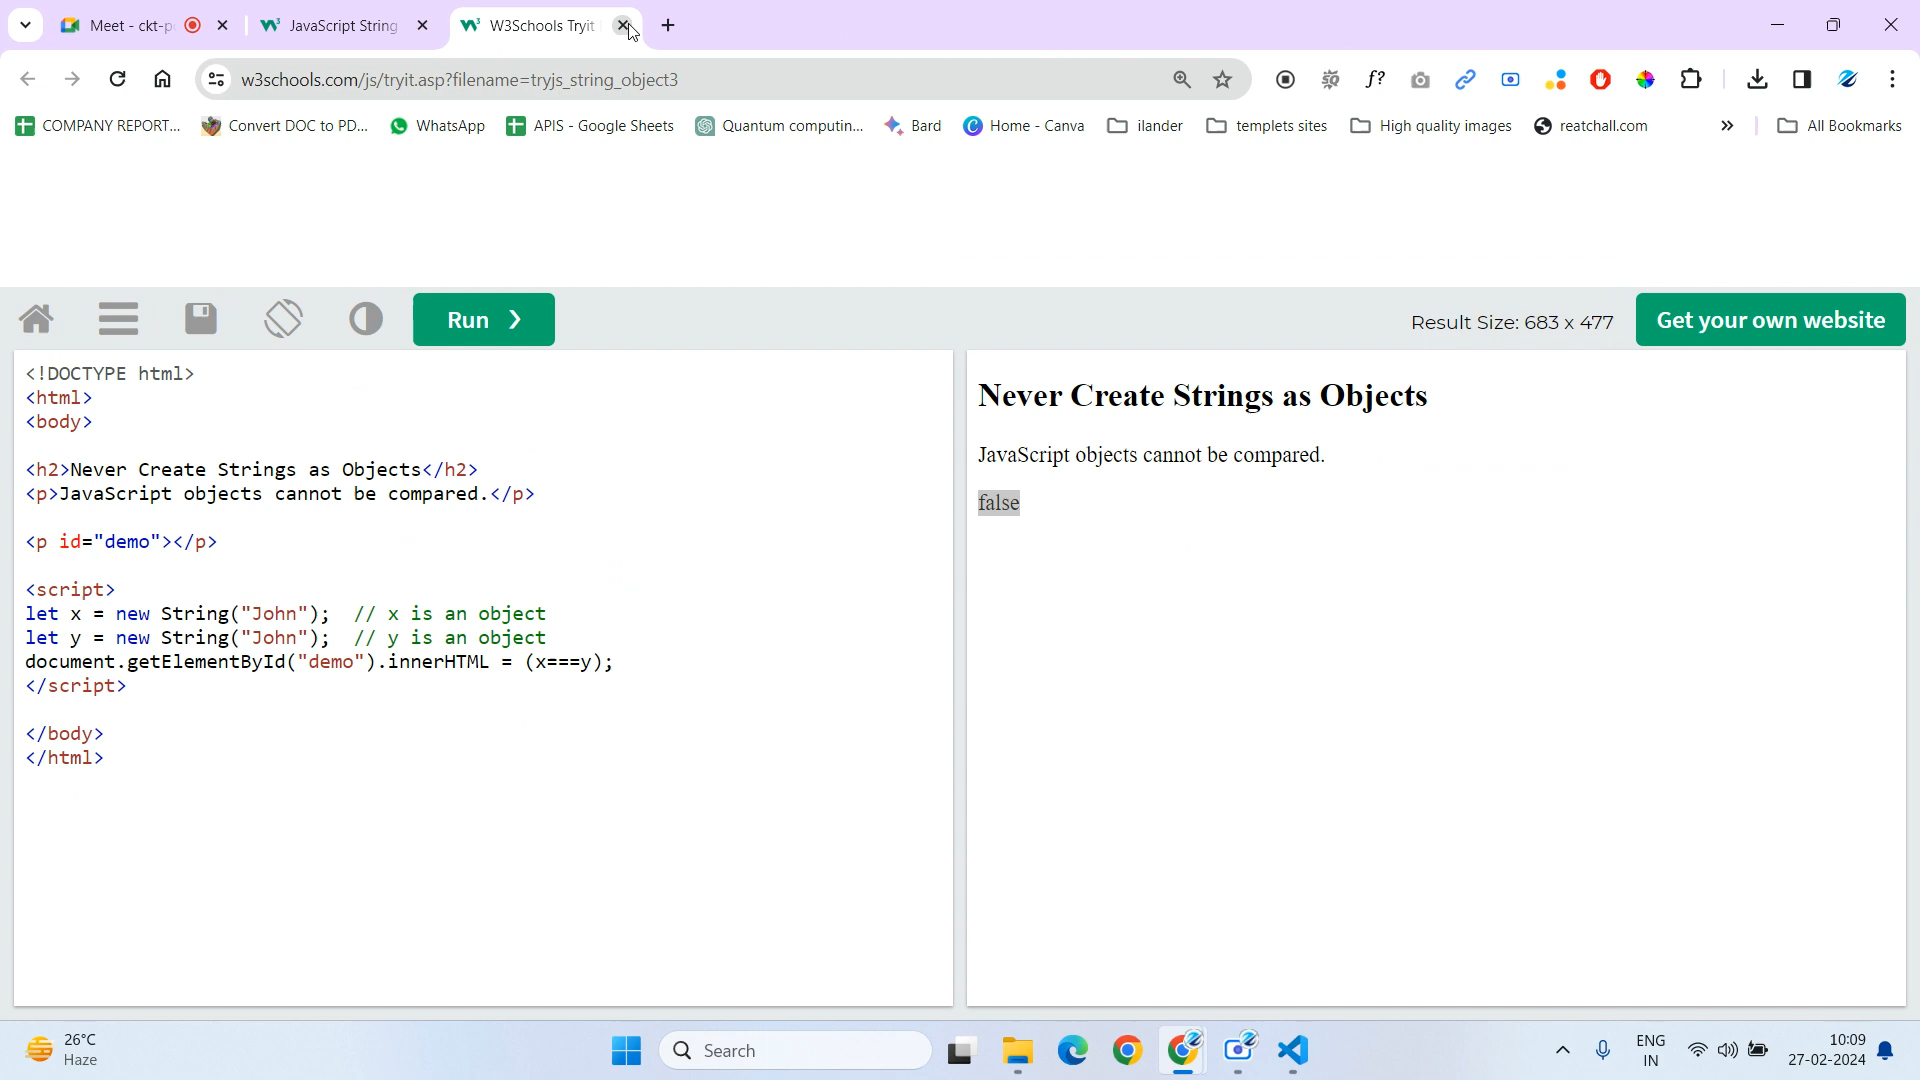 Meet - ckt-p
JavaScript String
W3Schools Tryit
w3schools.com/js/tryit.asp?filename=tryjs_string_object3
f?
COMPANY REPORT...
Convert DOC to PD...
WhatsApp
APIS - Google Sheets
Quantum computin...
Bard
Home - Canva
ilander
templets sites
High quality images
reatchall.com
»
All Bookmarks
Run ❯
Result Size: 683 x 477
Get your own website
<!DOCTYPE html>
<html>
<body>
<h2>Never Create Strings as Objects</h2>
<p>JavaScript objects cannot be compared.</p>
<p id="demo"></p>
<script>
let x = new String("John");  // x is an object
let y = new String("John");  // y is an object
document.getElementById("demo").innerHTML = (x===y);
</script>
</body>
</html>
Never Create Strings as Objects
JavaScript objects cannot be compared.
false
26°C
Haze
Search
ENG
IN
10:09
27-02-2024